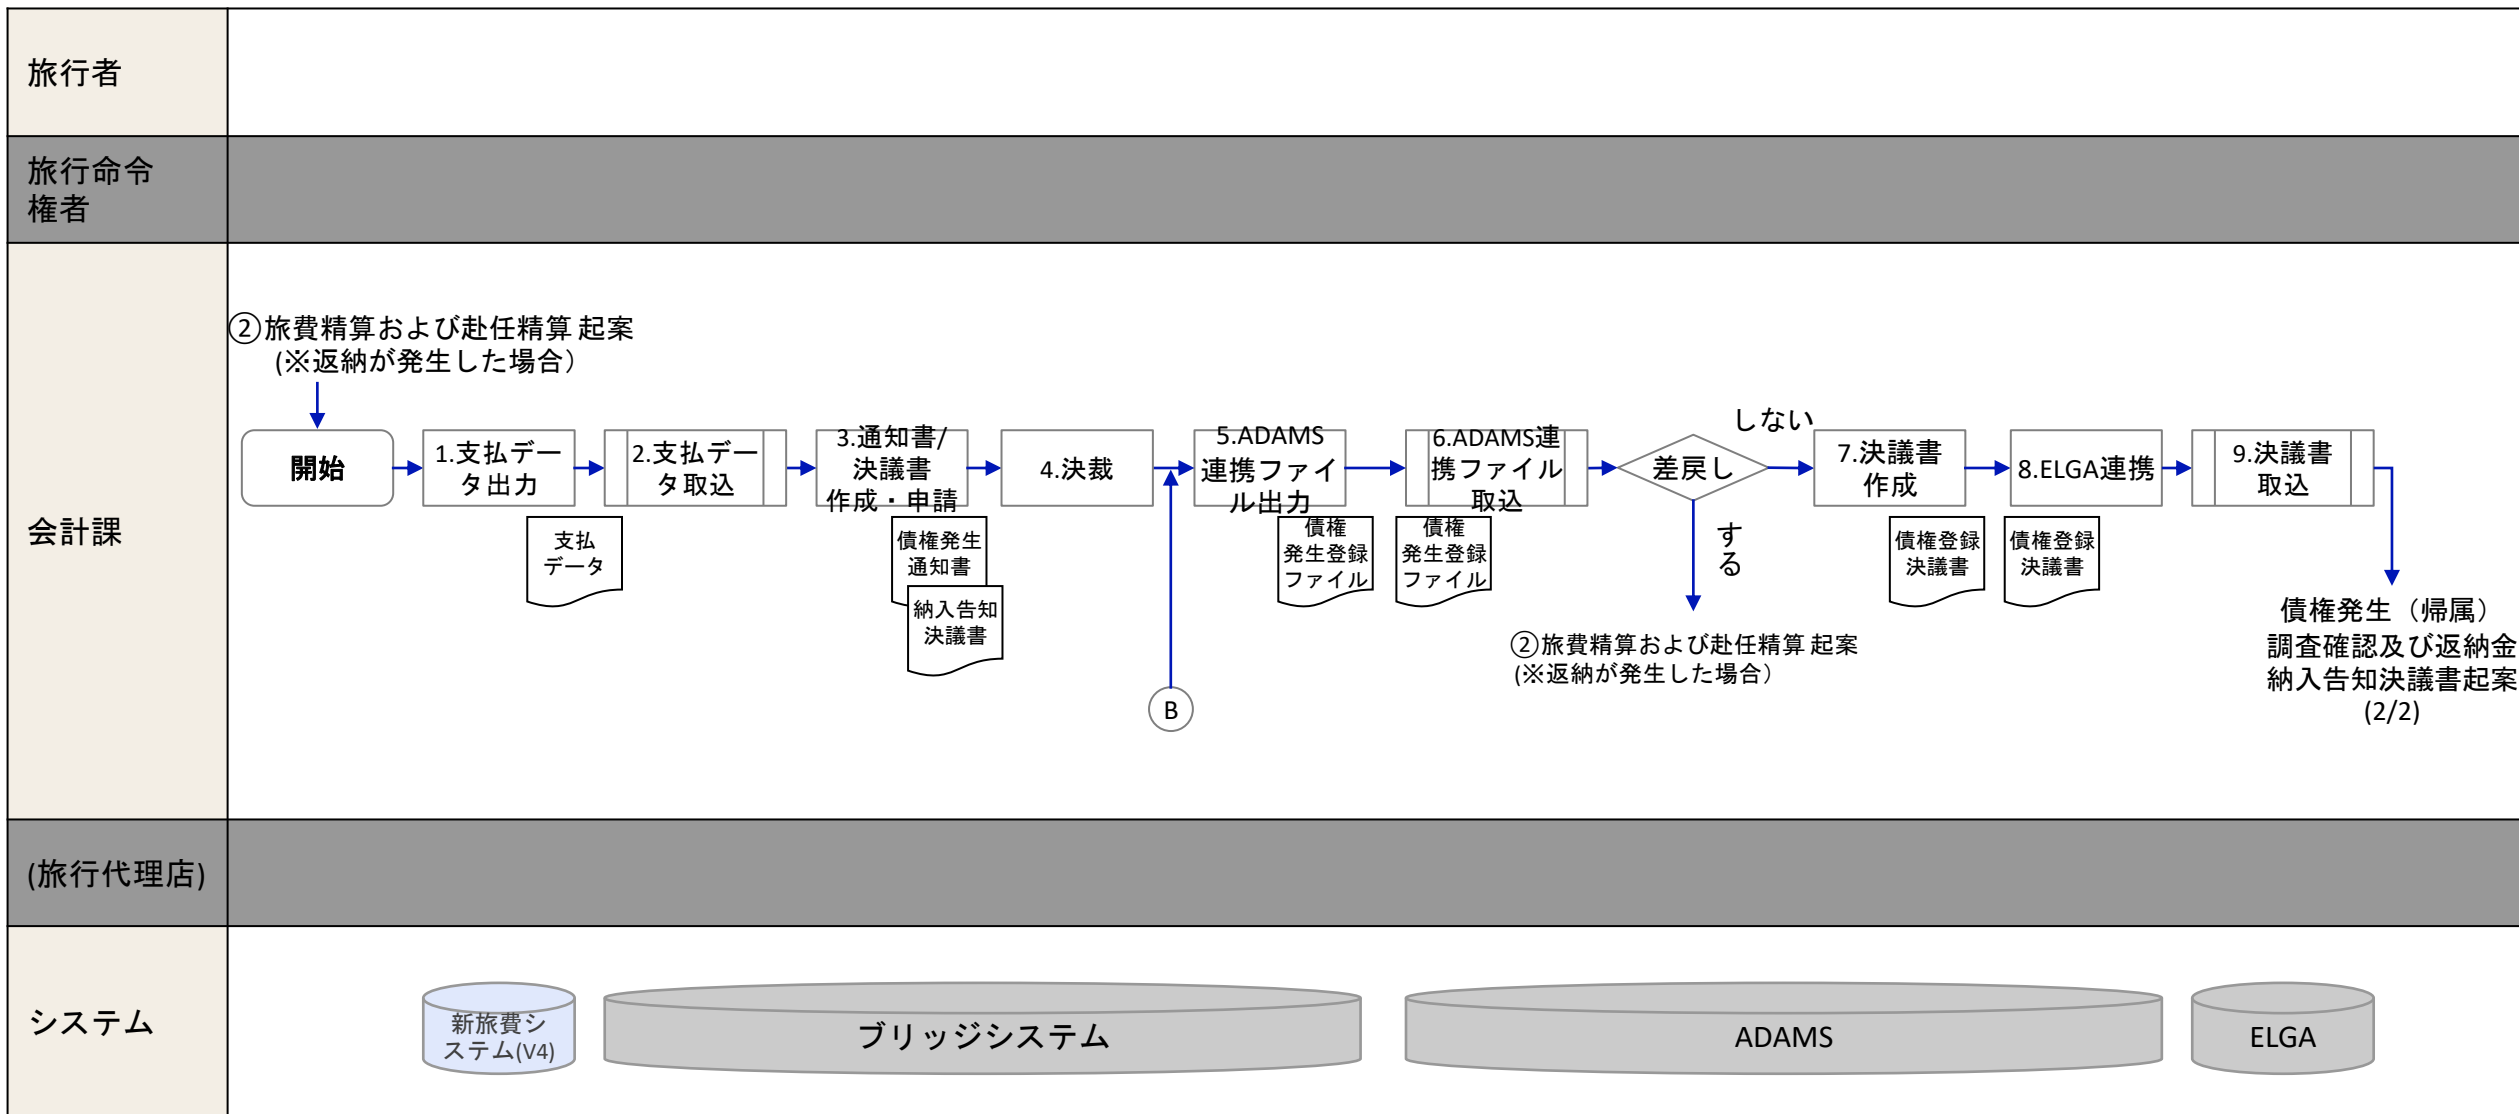 旅行者
旅行命令
権者
会計課
②旅費精算および赴任精算 起案
(※返納が発生した場合)
開始
1.支払デー
タ出力
2.支払デー
タ取込
3.通知書/
決議書
作成・申請
4.決裁
5.ADAMS
連携ファイ
ル出力
6.ADAMS連
携ファイル
取込
差戻し
しない
する
7.決議書
作成
8.ELGA連携
9.決議書
取込
支払
データ
債権発生
通知書
納入告知
決議書
債権
発生登録
ファイル
債権
発生登録
ファイル
債権登録
決議書
債権登録
決議書
B
②旅費精算および赴任精算 起案
(※返納が発生した場合)
債権発生（帰属）
調査確認及び返納金
納入告知決議書起案
(2/2)
(旅行代理店)
システム
新旅費シ
ステム(V4)
ブリッジシステム
ADAMS
ELGA